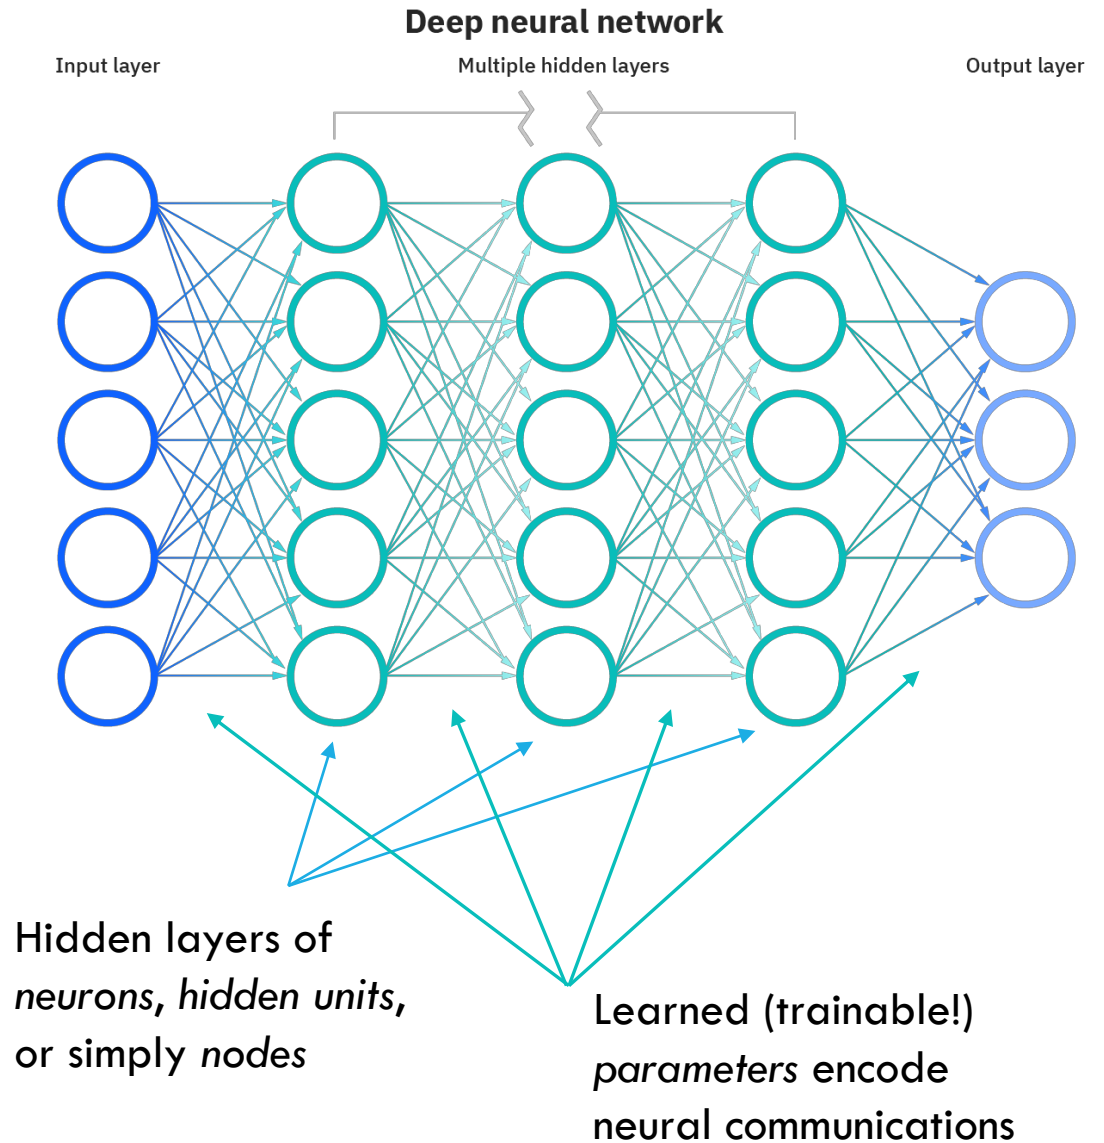 Deep neural network
Input layer
Multiple hidden layers
Output layer
Hidden layers of
neurons, hidden units,
or simply nodes
Learned (trainable!)
parameters encode
neural communications